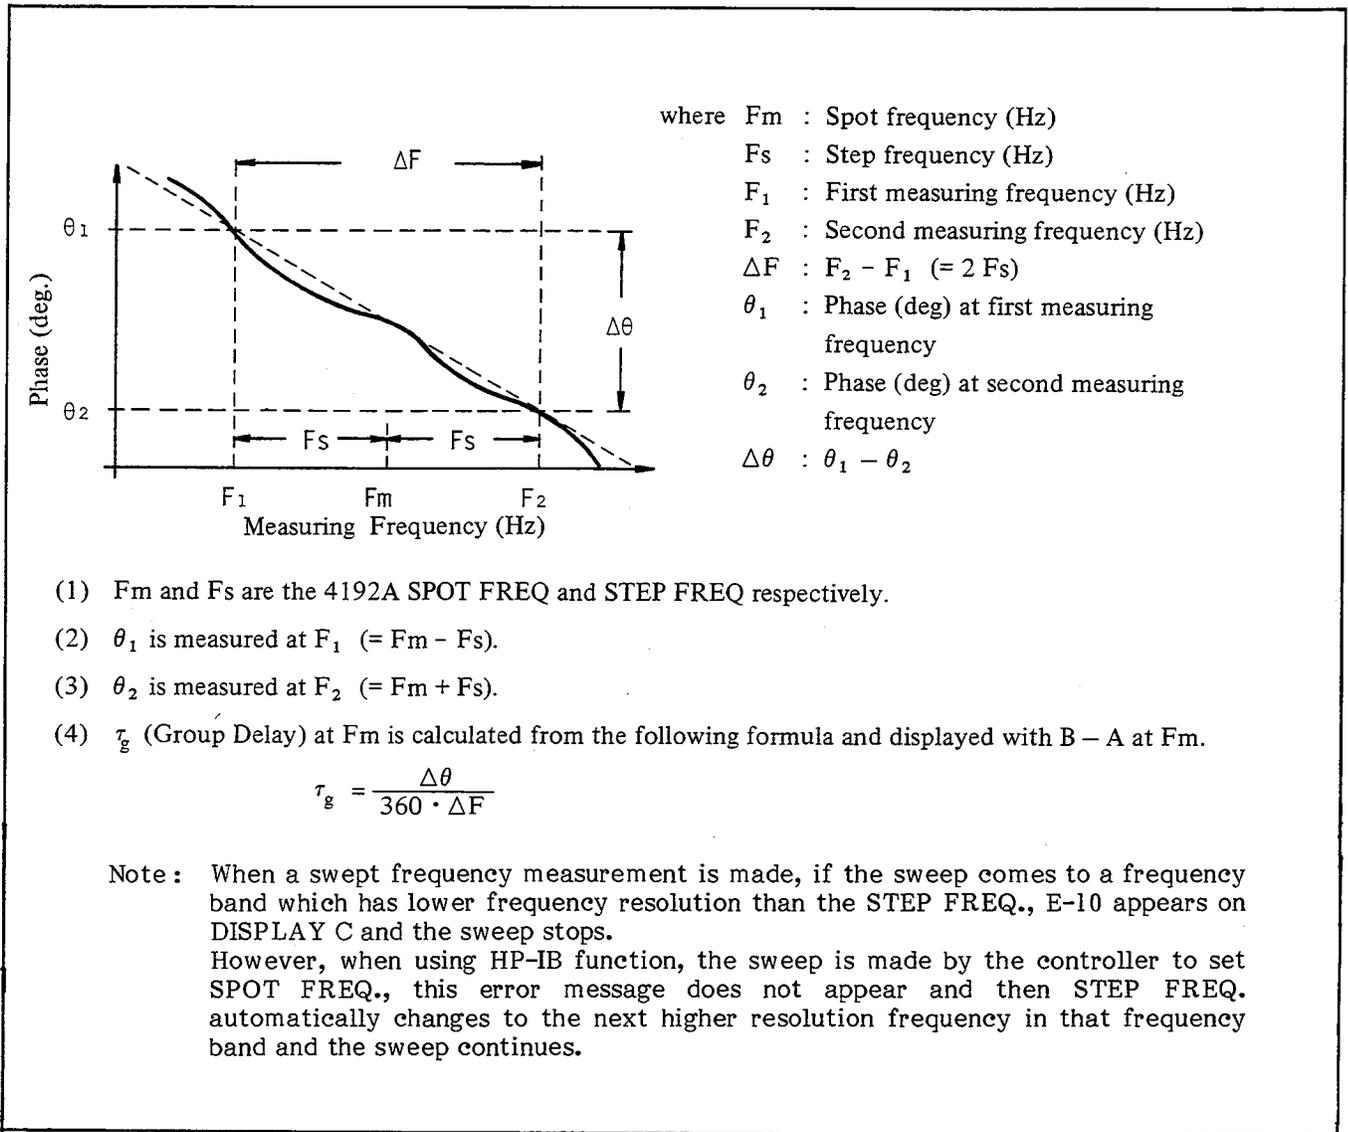 where Fm : Spot frequency (Hz)
Fs : Step frequency (Hz)
F₁ : First measuring frequency (Hz)
F₂ : Second measuring frequency (Hz)
ΔF : F₂ – F₁ (= 2 Fs)
θ₁ : Phase (deg) at first measuring
frequency
θ₂ : Phase (deg) at second measuring
frequency
Δθ : θ₁ – θ₂
ΔF
θ1
Δθ
θ2
Phase (deg.)
Fs Fs
F1 Fm F2
Measuring Frequency (Hz)
(1) Fm and Fs are the 4192A SPOT FREQ and STEP FREQ respectively.
(2) θ₁ is measured at F₁ (= Fm – Fs).
(3) θ₂ is measured at F₂ (= Fm + Fs).
(4) τg (Group Delay) at Fm is calculated from the following formula and displayed with B – A at Fm.
τg = Δθ / 360 · ΔF
Note : When a swept frequency measurement is made, if the sweep comes to a frequency
band which has lower frequency resolution than the STEP FREQ., E-10 appears on
DISPLAY C and the sweep stops.
However, when using HP-IB function, the sweep is made by the controller to set
SPOT FREQ., this error message does not appear and then STEP FREQ.
automatically changes to the next higher resolution frequency in that frequency
band and the sweep continues.